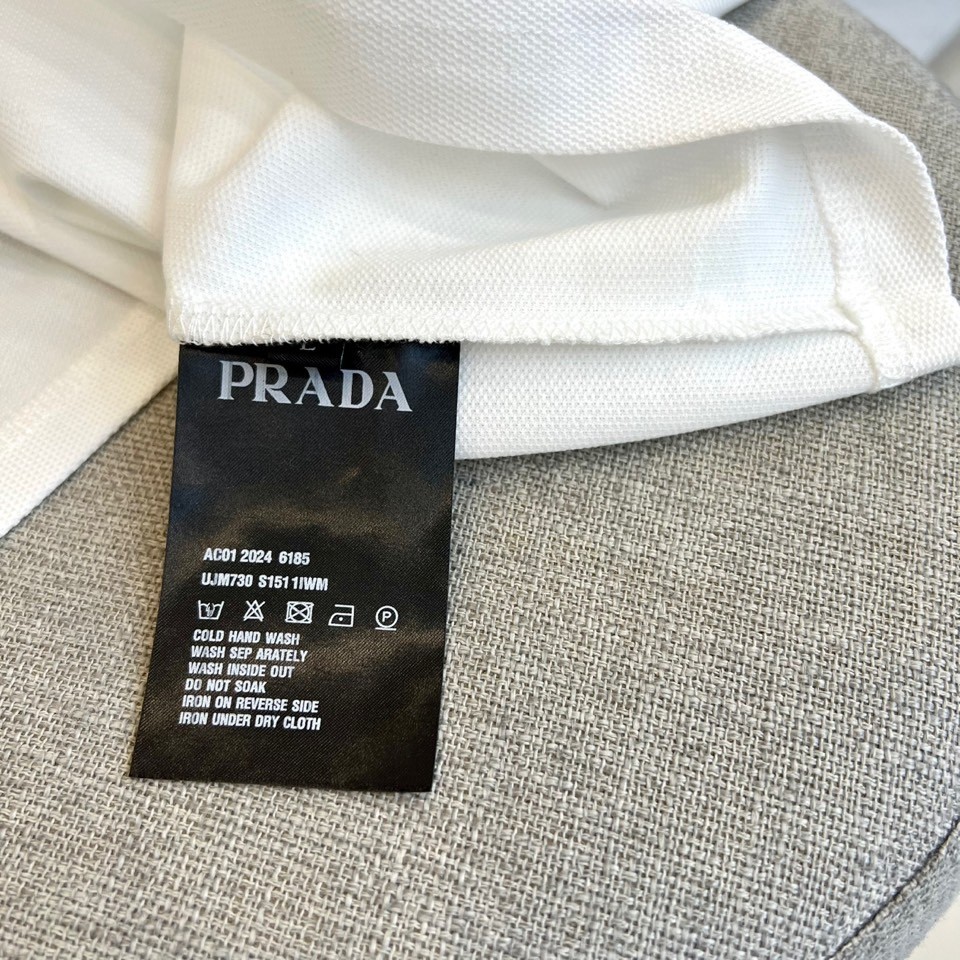 PRADA
AC01 2024 6185
UJM730 S151 1IWM
P
COLD HAND WASH
WASH SEP ARATELY
WASH INSIDE OUT
DO NOT SOAK
IRON ON REVERSE SIDE
IRON UNDER DRY CLOTH